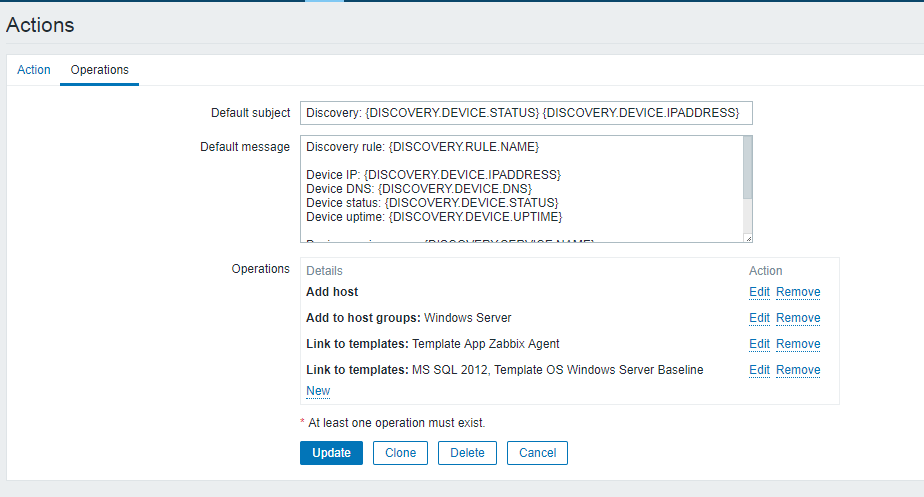 Actions
Action Operations
Default subject Discovery: {DISCOVERY.DEVICE.STATUS} {DISCOVERY.DEVICE.IPADDRESS}
Default message Discovery rule: {DISCOVERY.RULE.NAME}
Device IP: {DISCOVERY.DEVICE.IPADDRESS}
Device DNS: {DISCOVERY.DEVICE.DNS}
Device status: {DISCOVERY.DEVICE.STATUS}
Device uptime: {DISCOVERY.DEVICE.UPTIME}
Operations Details Action
Add host Edit Remove
Add to host groups: Windows Server Edit Remove
Link to templates: Template App Zabbix Agent Edit Remove
Link to templates: MS SQL 2012, Template OS Windows Server Baseline Edit Remove
New
* At least one operation must exist.
Update Clone Delete Cancel